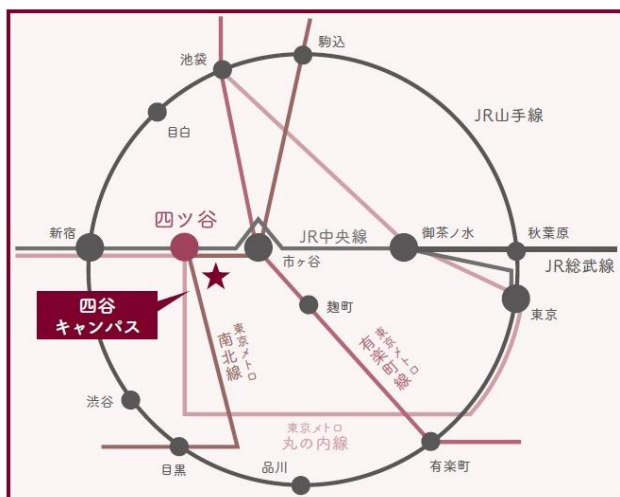 駒込
池袋
JR山手線
目白
四ツ谷
新宿
JR中央線
御茶ノ水
秋葉原
市ヶ谷
JR総武線
四谷
キャンパス
麹町
東京
東京メトロ
南北線
東京メトロ
有楽町線
渋谷
東京メトロ
丸の内線
目黒
品川
有楽町